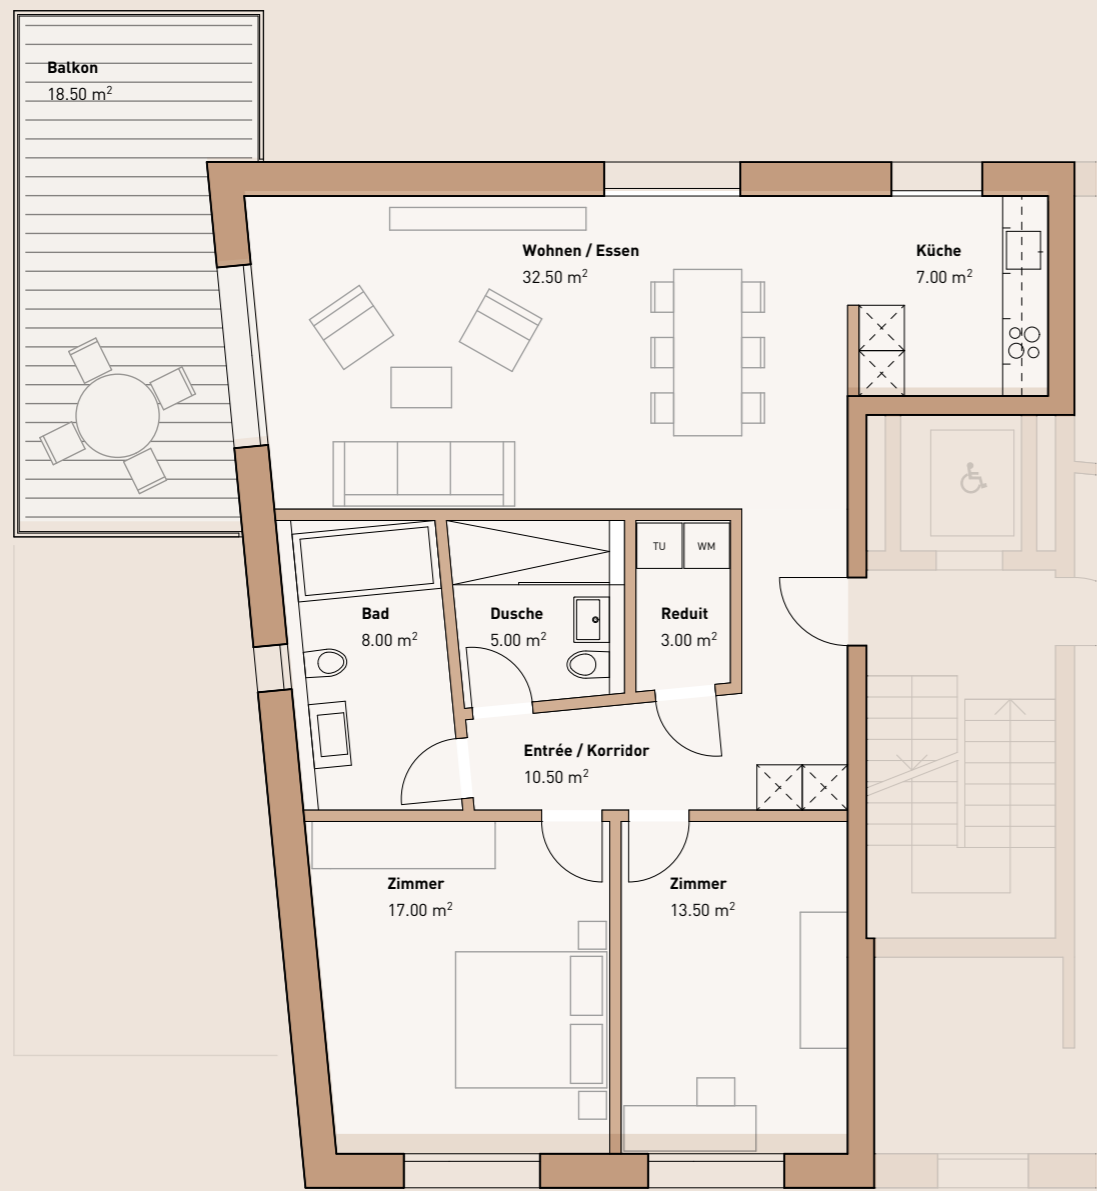 Balkon
18.50 m²
Wohnen / Essen
32.50 m²
Küche
7.00 m²
TU
WM
Bad
8.00 m²
Dusche
5.00 m²
Reduit
3.00 m²
Entrée / Korridor
10.50 m²
Zimmer
17.00 m²
Zimmer
13.50 m²